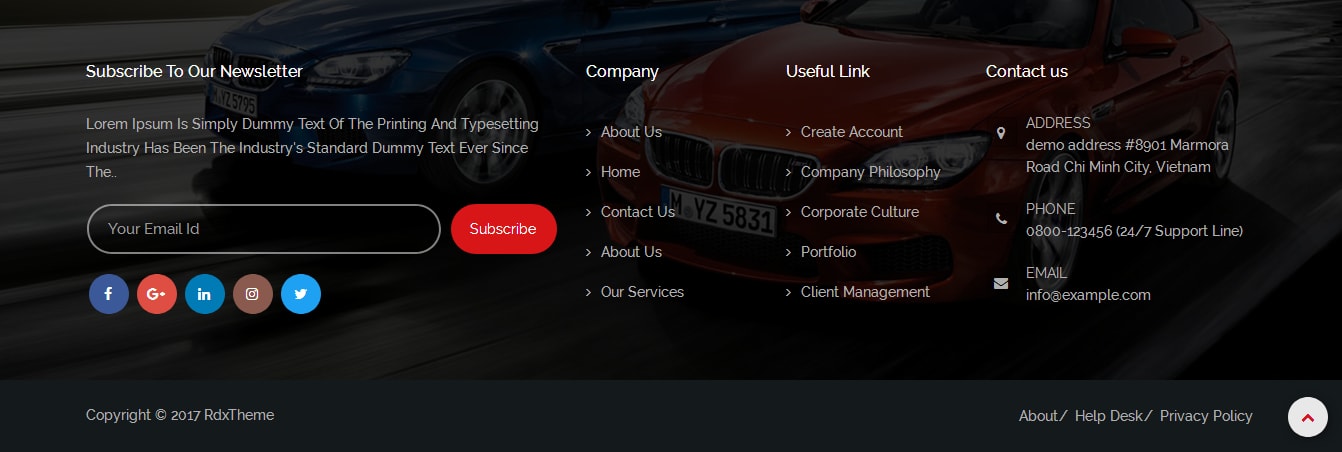 Subscribe To Our Newsletter
Lorem Ipsum Is Simply Dummy Text Of The Printing And Typesetting
Industry Has Been The Industry's Standard Dummy Text Ever Since
The..
Your Email Id
Subscribe
Company
About Us
Home
Contact Us
About Us
Our Services
Useful Link
Create Account
Company Philosophy
Corporate Culture
Portfolio
Client Management
Contact us
ADDRESS
demo address #8901 Marmora
Road Chi Minh City, Vietnam
PHONE
0800-123456 (24/7 Support Line)
EMAIL
info@example.com
M YZ 5795
M YZ 5831
Copyright © 2017 RdxTheme
About/ Help Desk/ Privacy Policy